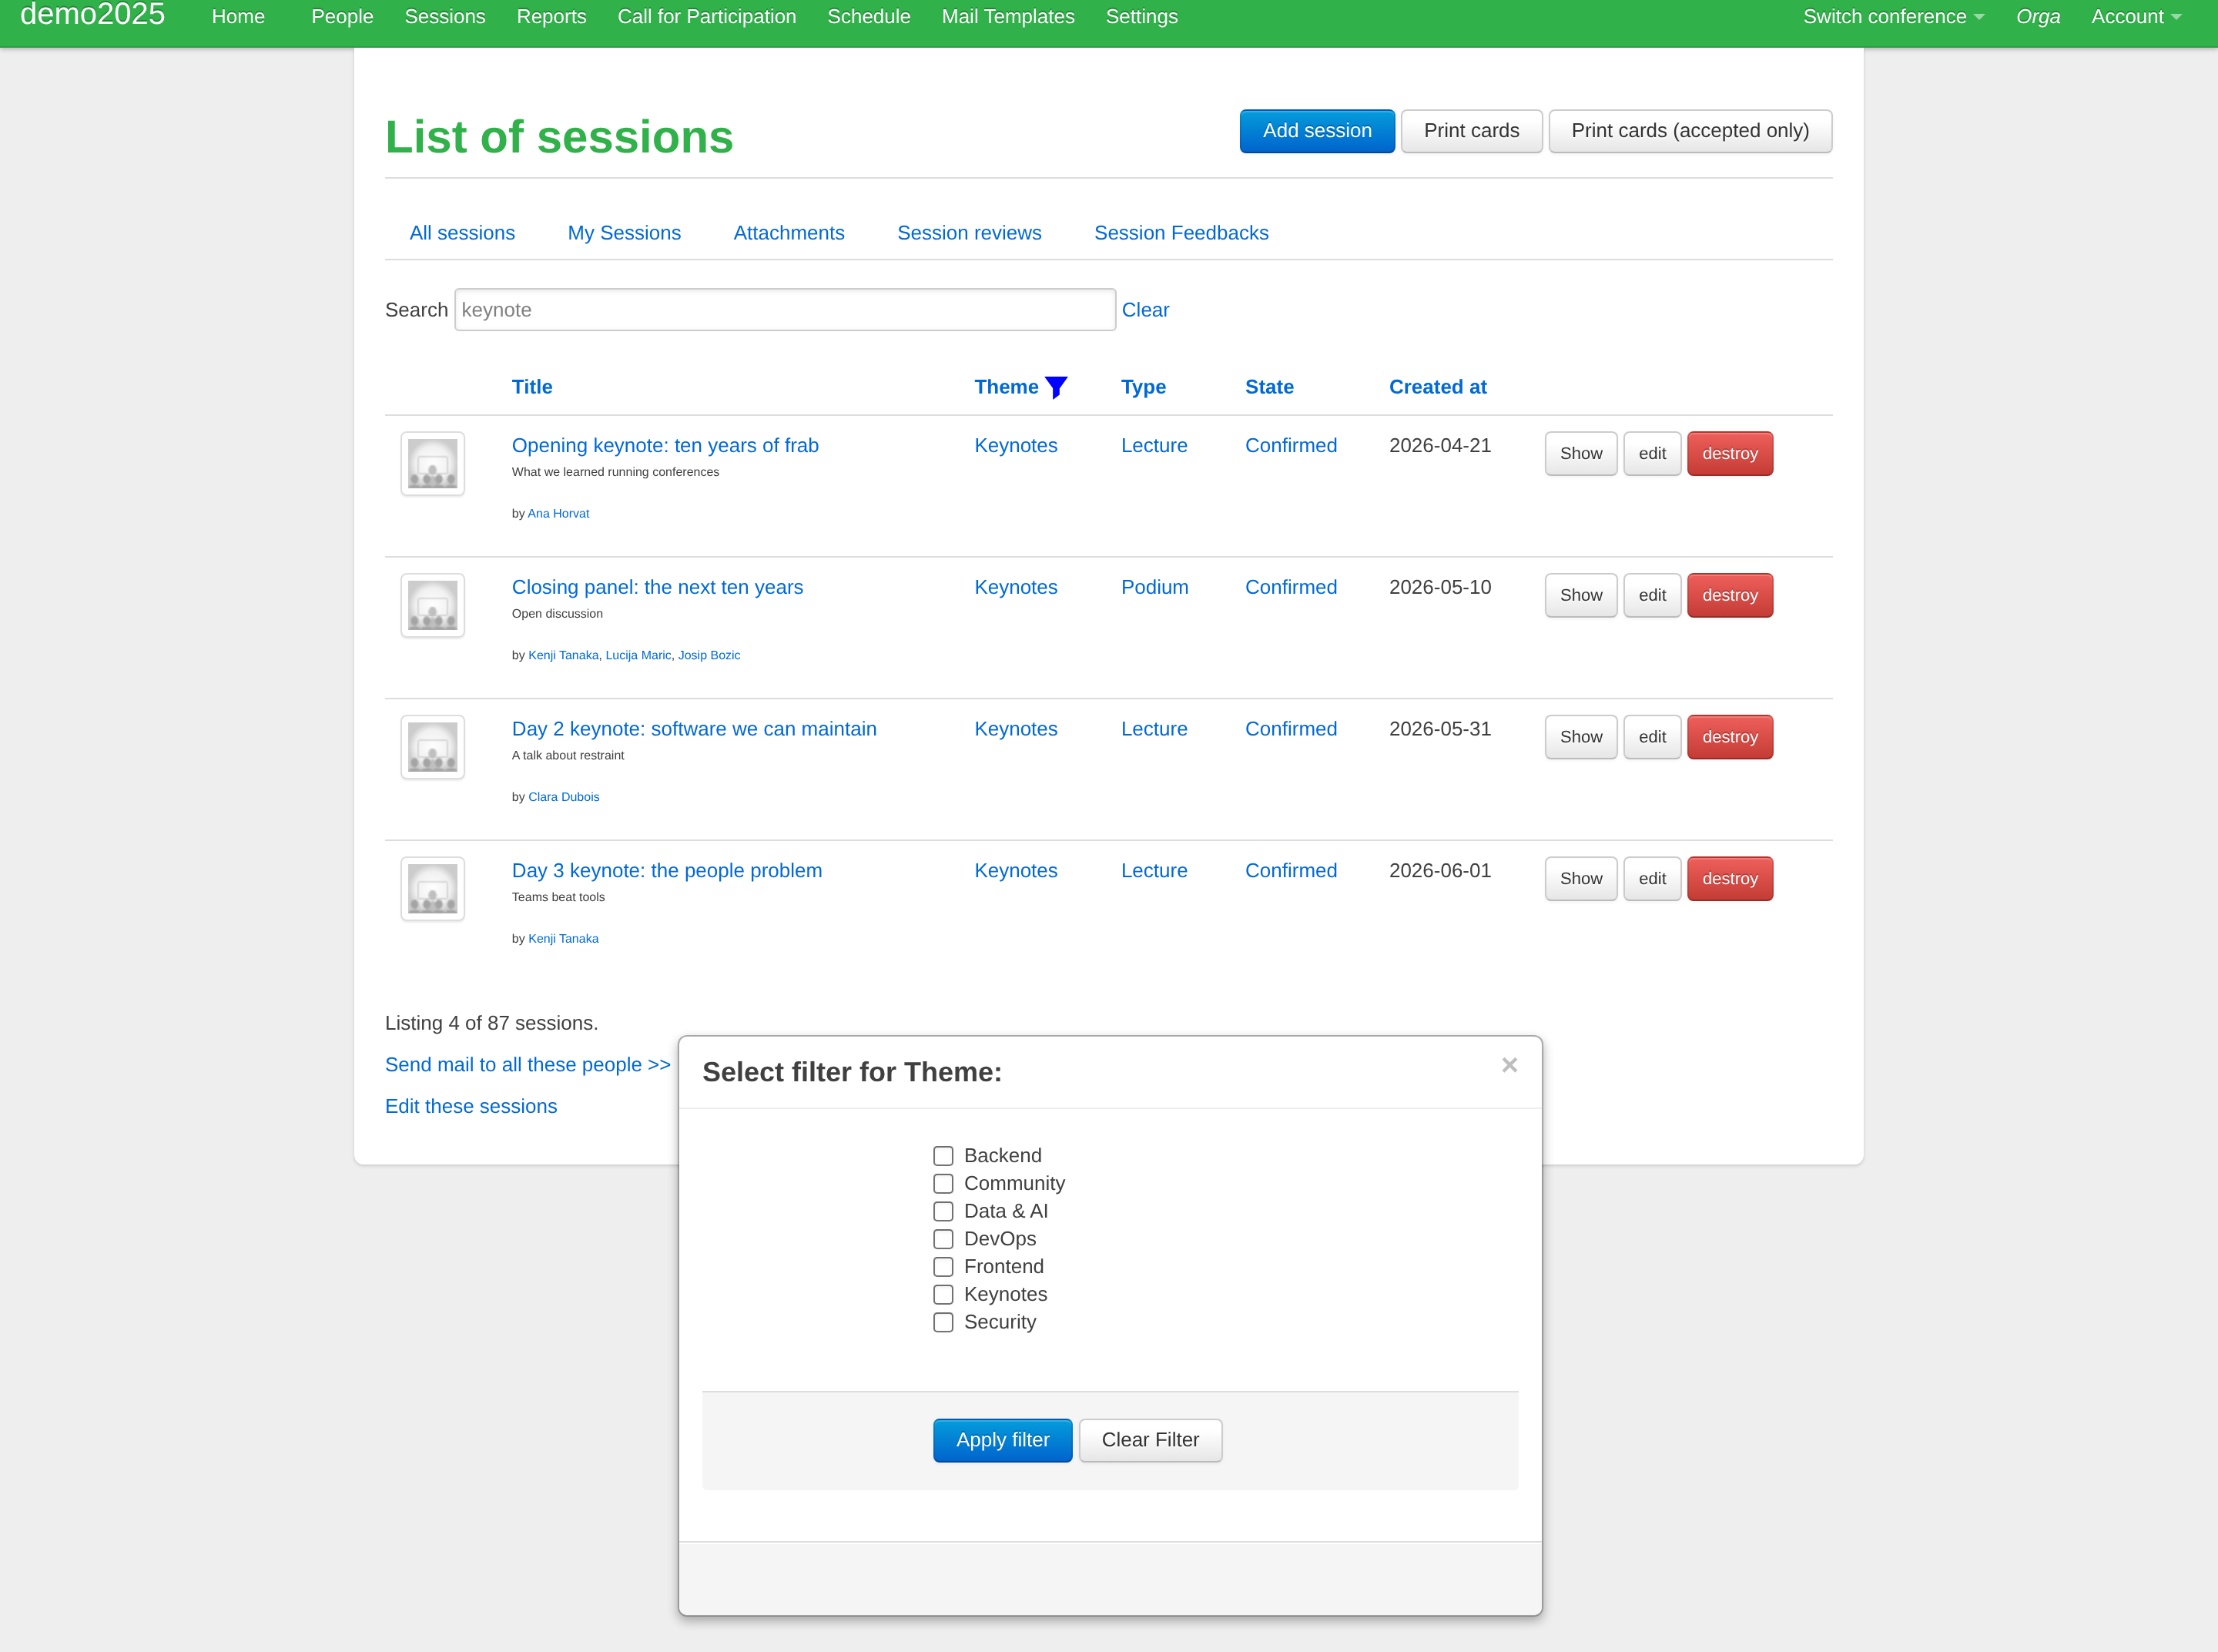 demo2025 Home People Sessions Reports Call for Participation Schedule Mail Templates Settings Switch conference Orga Account
List of sessions
Add session Print cards Print cards (accepted only)
All sessions My Sessions Attachments Session reviews Session Feedbacks
Search keynote Clear
Title Theme Type State Created at
Opening keynote: ten years of frab Keynotes Lecture Confirmed 2026-04-21 Show edit destroy
What we learned running conferences
by Ana Horvat
Closing panel: the next ten years Keynotes Podium Confirmed 2026-05-10 Show edit destroy
Open discussion
by Kenji Tanaka, Lucija Maric, Josip Bozic
Day 2 keynote: software we can maintain Keynotes Lecture Confirmed 2026-05-31 Show edit destroy
A talk about restraint
by Clara Dubois
Day 3 keynote: the people problem Keynotes Lecture Confirmed 2026-06-01 Show edit destroy
Teams beat tools
by Kenji Tanaka
Listing 4 of 87 sessions.
Send mail to all these people >>
Edit these sessions
Select filter for Theme: ×
Backend
Community
Data & AI
DevOps
Frontend
Keynotes
Security
Apply filter Clear Filter